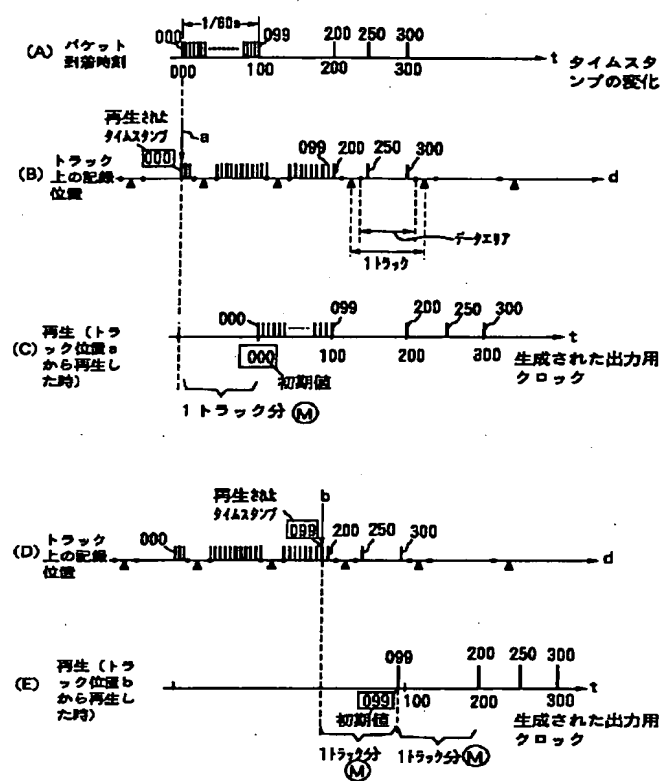 1/60s
000
099
200
250
300
(A)
パケット
到着時刻
000
100
200
300
t
タイムスタ
ンプの変化
再生された
タイムスタンプ
000
a
(B)
トラック
上の記録
位置
099
200
250
300
d
データエリア
1トラック
(C)
再生(トラ
ック位置a
から再生し
た時)
000
099
200
250
300
t
000
100
200
300
初期値
生成された出力用
クロック
1トラック分 Ⓜ
再生された
タイムスタンプ
099
b
(D)
トラック
上の記録
位置
000
200
250
300
d
(E)
再生(トラ
ック位置b
から再生し
た時)
099
200
250
300
t
099
100
200
300
初期値
生成された出力用
クロック
1トラック分
Ⓜ
1トラック分Ⓜ